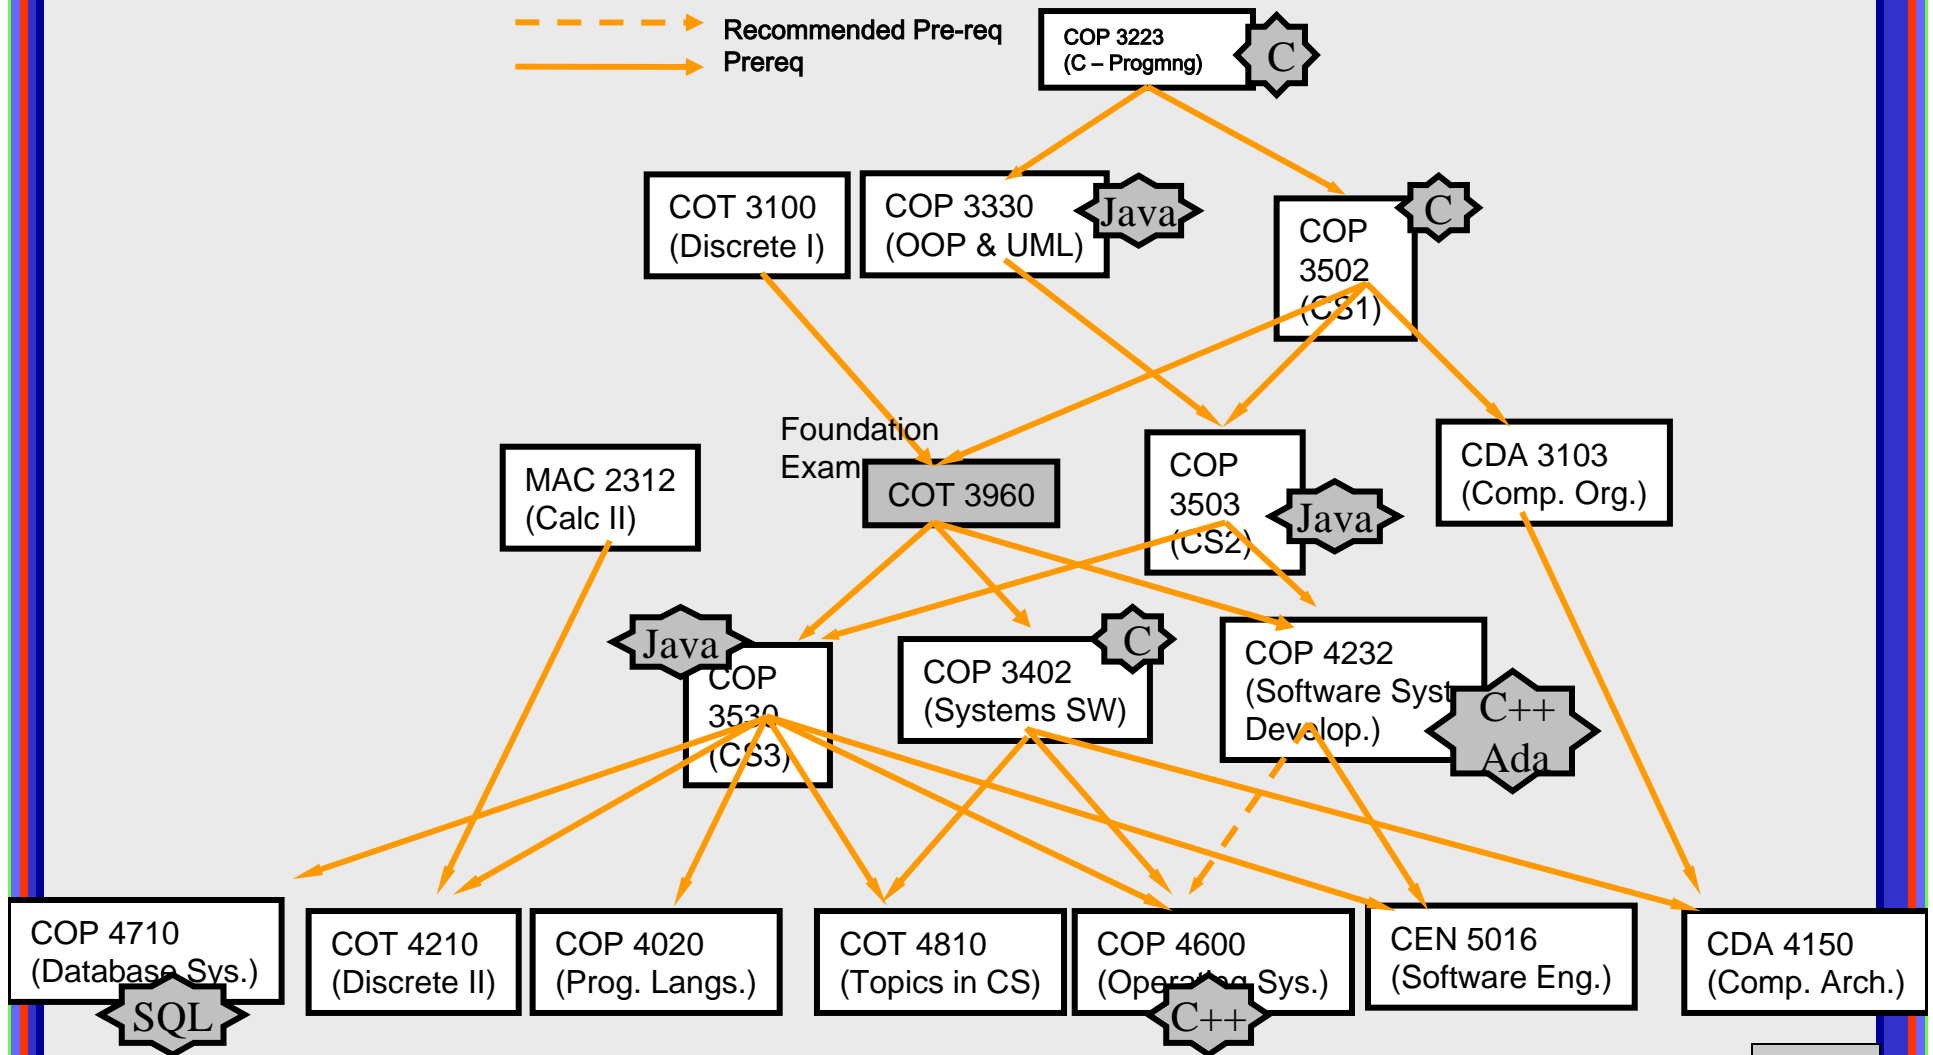 Recommended Pre-req
Prereq
COP 3223
(C – Progmng)
C
COT 3100
(Discrete I)
COP 3330
(OOP & UML)
Java
COP
3502
(CS1)
C
Foundation
Exam
MAC 2312
(Calc II)
COT 3960
COP
3503
(CS2)
Java
CDA 3103
(Comp. Org.)
Java
COP
3530
(CS3)
COP 3402
(Systems SW)
C
COP 4232
(Software Syst
Develop.)
C++
Ada
COP 4710
(Database Sys.)
SQL
COT 4210
(Discrete II)
COP 4020
(Prog. Langs.)
COT 4810
(Topics in CS)
COP 4600
(Operating Sys.)
C++
CEN 5016
(Software Eng.)
CDA 4150
(Comp. Arch.)